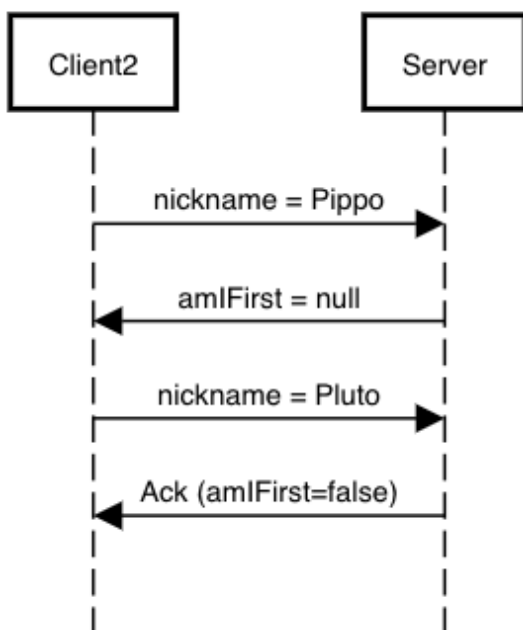 Client2
Server
nickname = Pippo
amIFirst = null
nickname = Pluto
Ack (amIFirst=false)